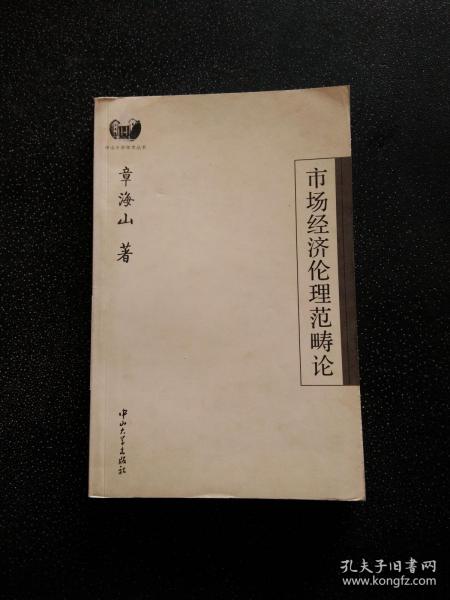 市场经济伦理范畴论
章海山 著
中山大学出版社
孔夫子旧书网
www.kongfz.com